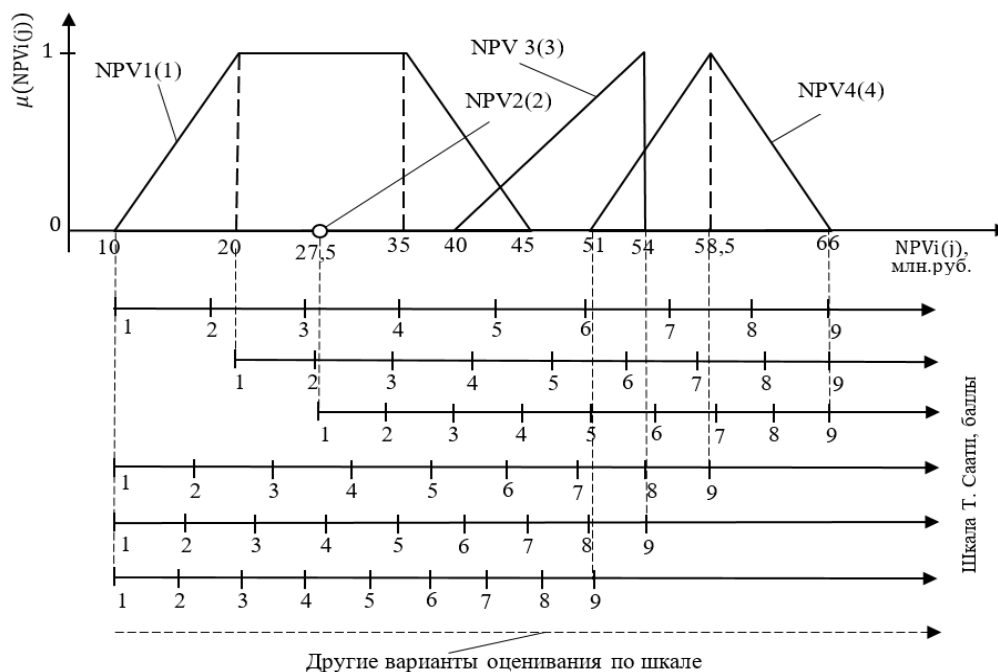 μ(NPVi(j))
1
NPV1(1)
NPV 3(3)
NPV2(2)
NPV4(4)
0
10 20 27,5 35 40 45 51 54 58,5 66
NPVi(j),
млн.руб.
1 2 3 4 5 6 7 8 9
1 2 3 4 5 6 7 8 9
1 2 3 4 5 6 7 8 9
1 2 3 4 5 6 7 8 9
1 2 3 4 5 6 7 8 9
1 2 3 4 5 6 7 8 9
Шкала Т. Саати, баллы
Другие варианты оценивания по шкале